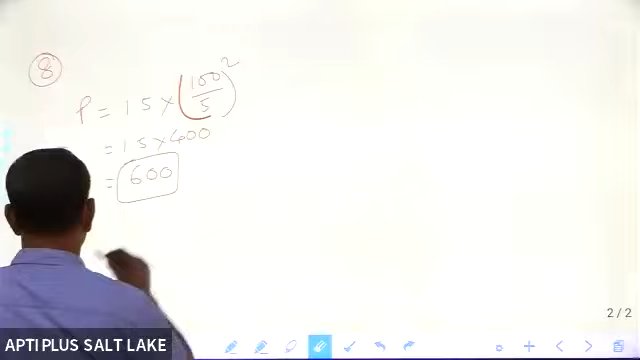 8
P = 15 × (100/5)²
= 15 × 400
= 600
2/2
APTI PLUS SALT LAKE